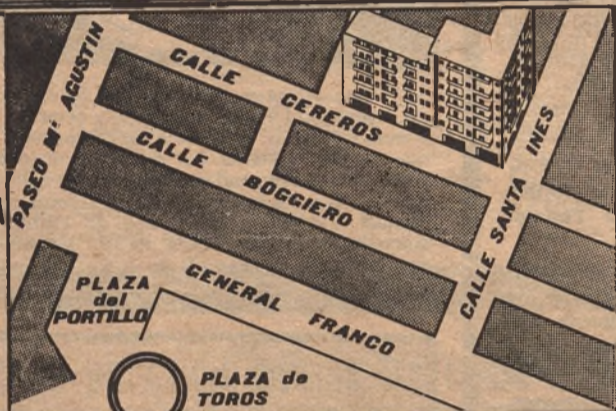 PASEO Mª AGUSTIN
CALLE CEREROS
CALLE BOGGIERO
CALLE SANTA INES
GENERAL FRANCO
PLAZA
del
PORTILLO
PLAZA de
TOROS